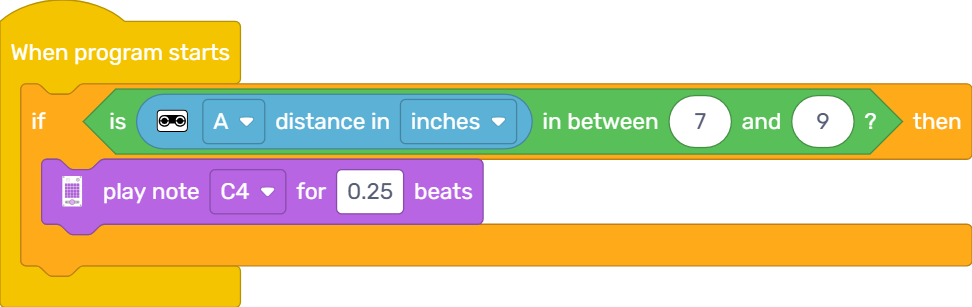 When program starts
if is A distance in inches in between 7 and 9 ? then
play note C4 for 0.25 beats